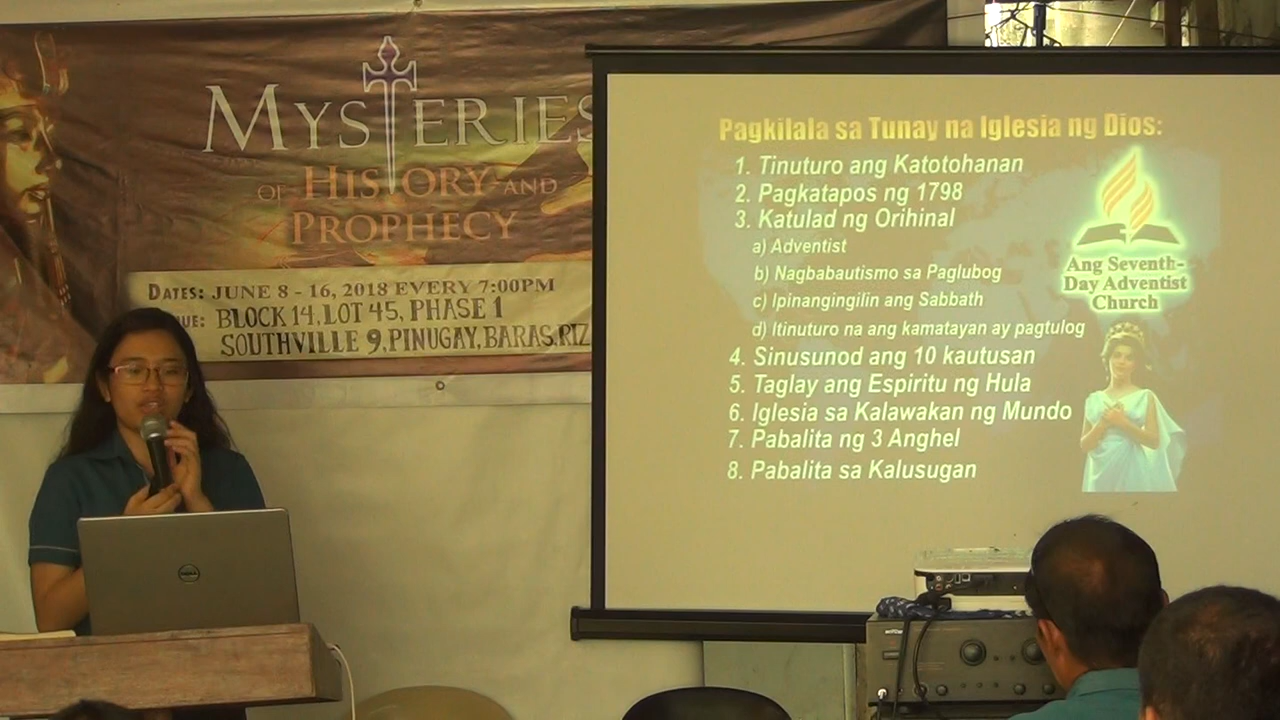 MYSTERIES
OF HISTORY AND
PROPHECY
DATES: JUNE 8 - 16, 2018 EVERY 7:00PM
BLOCK 14, LOT 45, PHASE 1
SOUTHVILLE 9, PINUGAY, BARAS, RIZ
Pagkilala sa Tunay na Iglesia ng Dios:
1. Tinuturo ang Katotohanan
2. Pagkatapos ng 1798
3. Katulad ng Orihinal
a) Adventist
b) Nagbabautismo sa Paglubog
c) Ipinangingilin ang Sabbath
d) Itinuturo na ang kamatayan ay pagtulog
4. Sinusunod ang 10 kautusan
5. Taglay ang Espiritu ng Hula
6. Iglesia sa Kalawakan ng Mundo
7. Pabalita ng 3 Anghel
8. Pabalita sa Kalusugan
Ang Seventh-
Day Adventist
Church
DELL